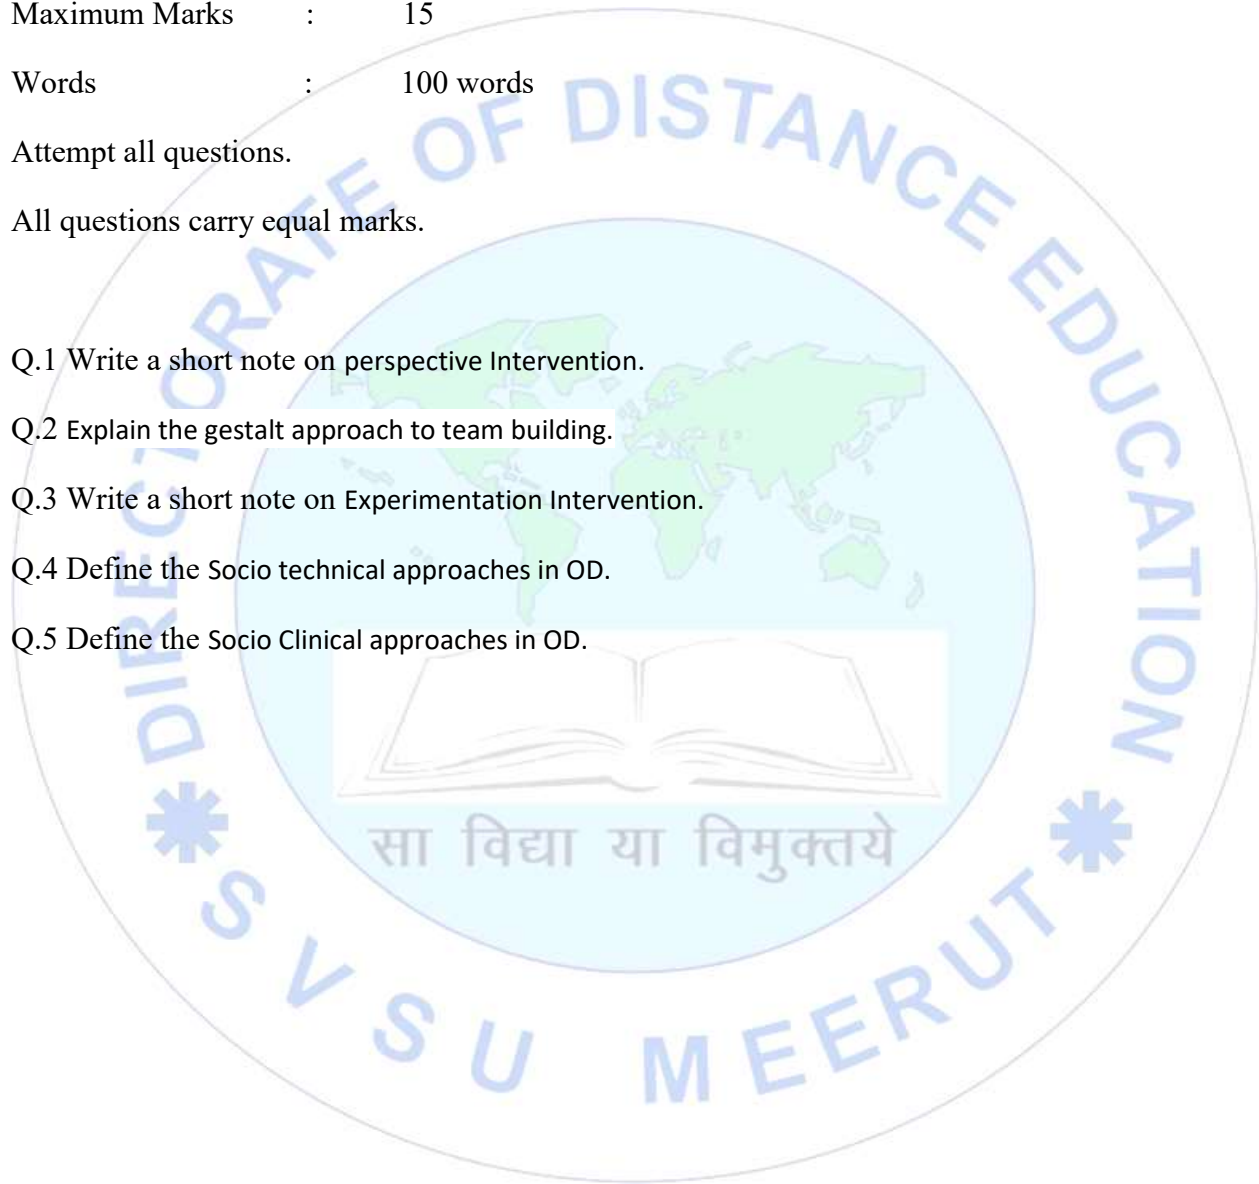 Maximum Marks : 15
Words : 100 words
Attempt all questions.
All questions carry equal marks.
Q.1 Write a short note on perspective Intervention.
Q.2 Explain the gestalt approach to team building.
Q.3 Write a short note on Experimentation Intervention.
Q.4 Define the Socio technical approaches in OD.
Q.5 Define the Socio Clinical approaches in OD.
DIRECTORATE OF DISTANCE EDUCATION
सा विद्या या विमुक्तये
* S V S U MEERUT *